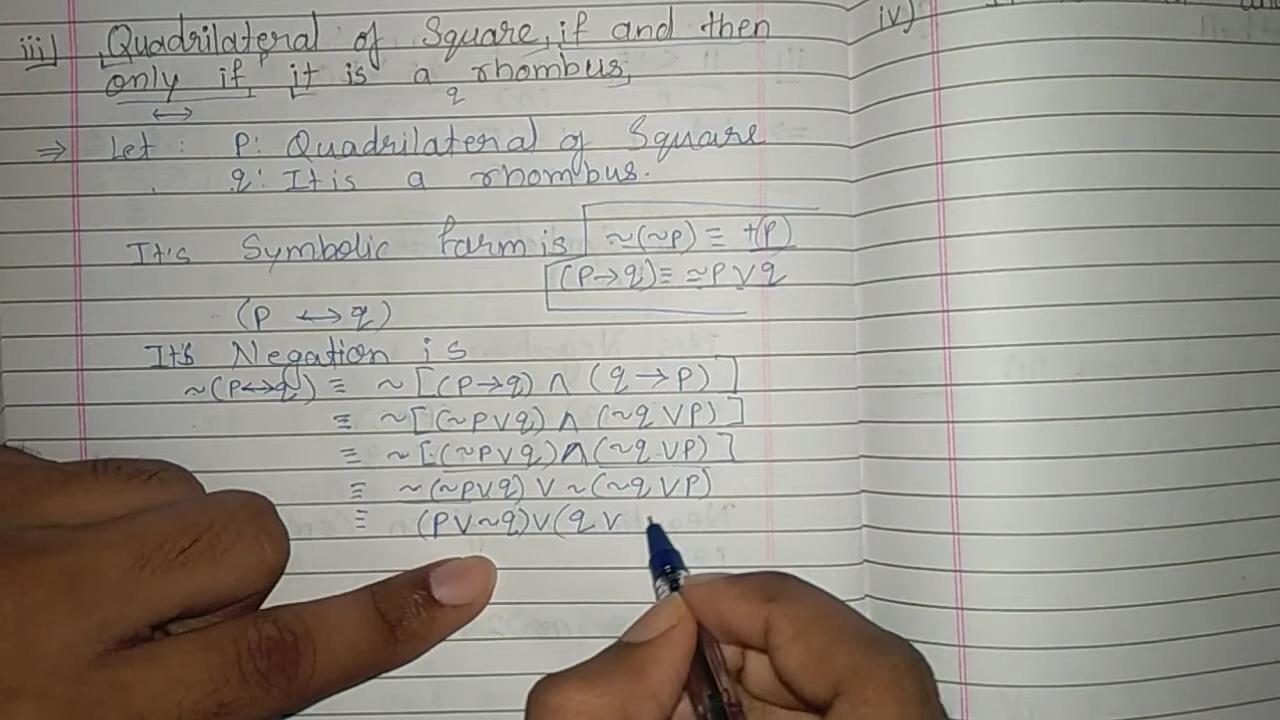 iii) Quadrilateral of Square, if and then
only if, it is a rhombus,
p
q
↔
⇒ Let : P: Quadrilateral of Square
q: It is a rhombus.
It's Symbolic form is
~(~P) ≡ +(P)
(P→q) ≡ ~P∨q
(P ↔ q)
It's Negation is
~(P↔q) ≡ ~[(P→q) ∧ (q→P)]
≡ ~[(~P∨q) ∧ (~q∨P)]
≡ ~[(~P∨q)∧(~q∨P)]
≡ ~(~P∨q) ∨ ~(~q∨P)
≡ (P∨~q)∨(q∨
iv)